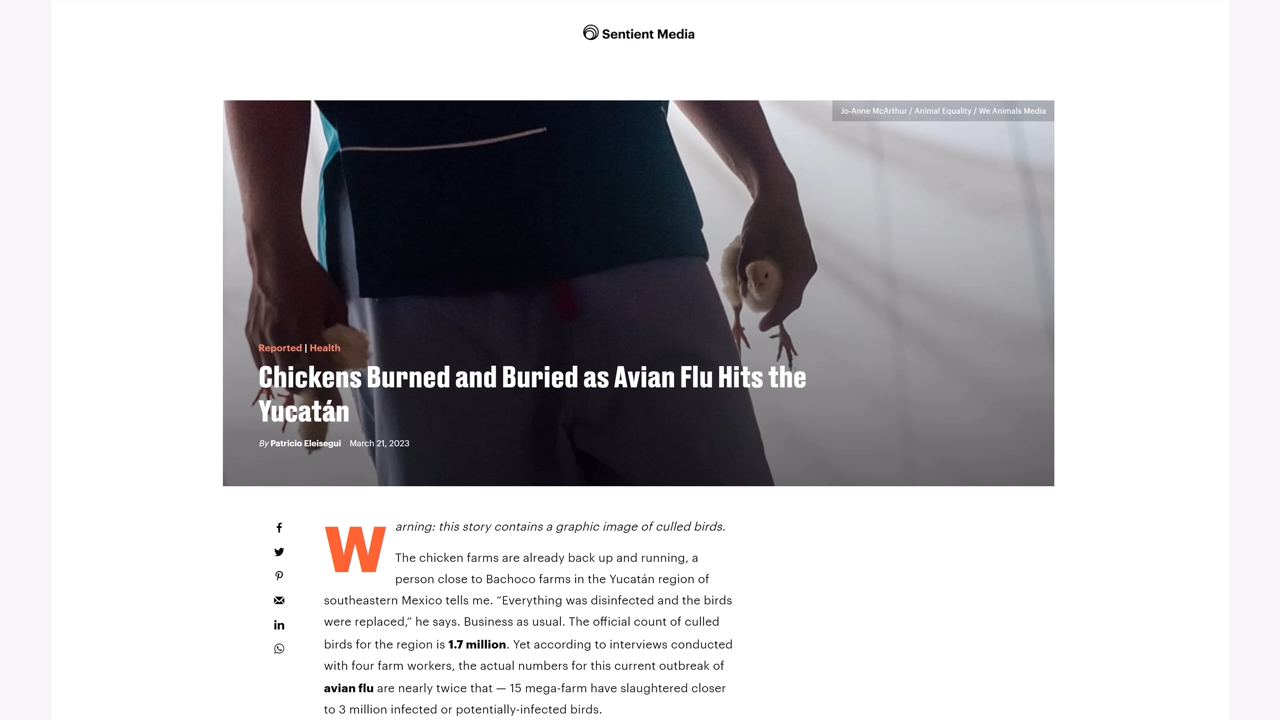 Sentient Media
Jo-Anne McArthur / Animal Equality / We Animals Media
Reported | Health
Chickens Burned and Buried as Avian Flu Hits the
Yucatán
By Patricio Eleisegui March 21, 2023
Warning: this story contains a graphic image of culled birds.
The chicken farms are already back up and running, a
person close to Bachoco farms in the Yucatán region of
southeastern Mexico tells me. “Everything was disinfected and the birds
were replaced,” he says. Business as usual. The official count of culled
birds for the region is 1.7 million. Yet according to interviews conducted
with four farm workers, the actual numbers for this current outbreak of
avian flu are nearly twice that — 15 mega-farm have slaughtered closer
to 3 million infected or potentially-infected birds.